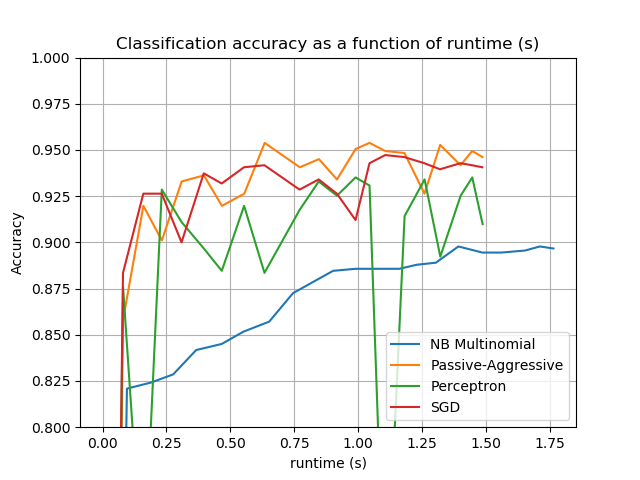 Classification accuracy as a function of runtime (s)
1.000
0.975
0.950
0.925
0.900
0.875
0.850
0.825
0.800
Accuracy
NB Multinomial
Passive-Aggressive
Perceptron
SGD
0.00 0.25 0.50 0.75 1.00 1.25 1.50 1.75
runtime (s)